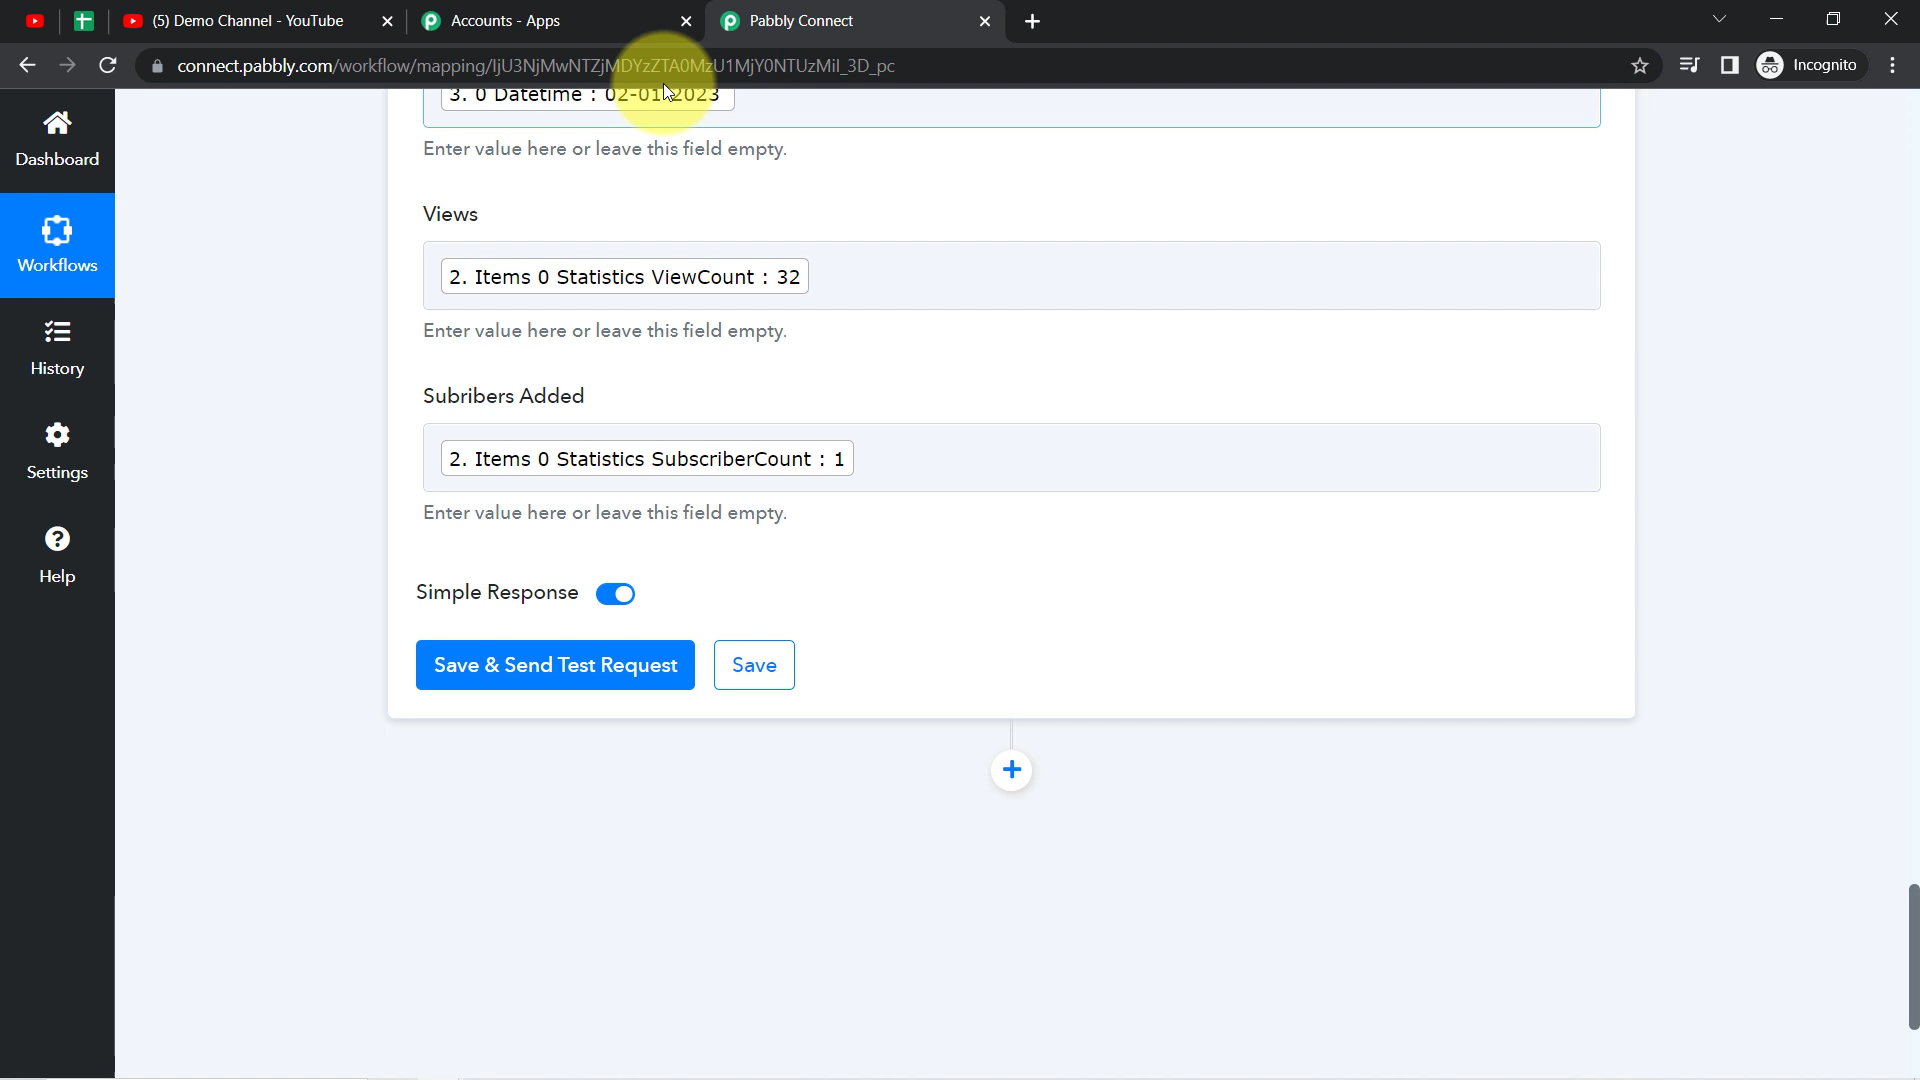 (5) Demo Channel - YouTube
Accounts - Apps
Pabbly Connect
connect.pabbly.com/workflow/mapping/IjU3NjMwNTZjMDYzZTA0MzU1MjY0NTUzMiI_3D_pc
Incognito
Dashboard
Workflows
History
Settings
Help
3. 0 Datetime : 02-01-2023
Enter value here or leave this field empty.
Views
2. Items 0 Statistics ViewCount : 32
Enter value here or leave this field empty.
Subribers Added
2. Items 0 Statistics SubscriberCount : 1
Enter value here or leave this field empty.
Simple Response
Save & Send Test Request
Save